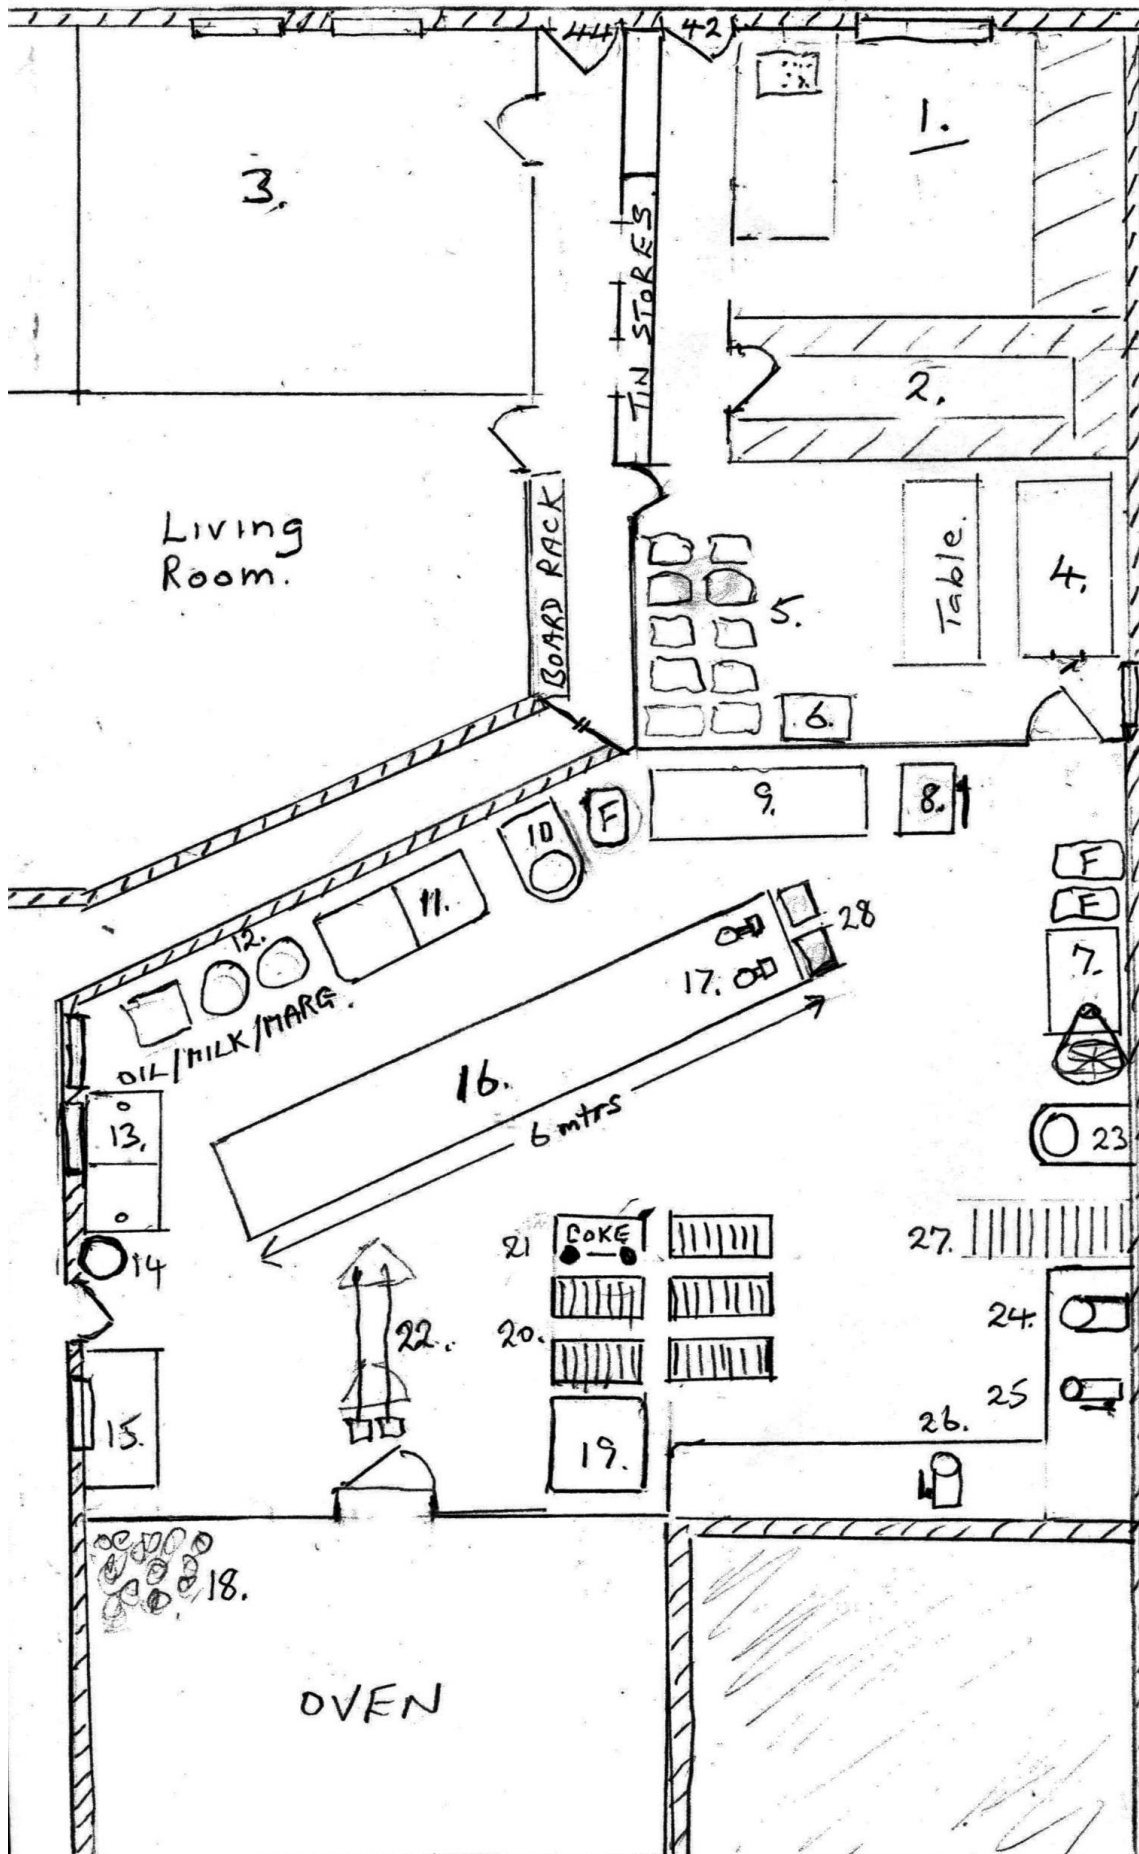 44
42
1.
3.
TIN STORES
2.
Living
Room.
BOARD RACK
5.
Table.
4.
6.
F
9.
8.
10
F
F
7.
11.
12.
28
17.
OIL/MILK/MARG.
16.
6 mtrs
13.
23
14
21
COKE
27.
22.
20.
24.
25
15.
19.
26.
18.
OVEN